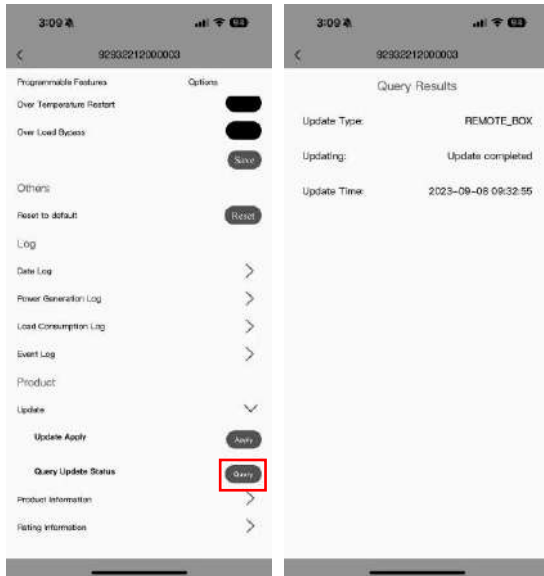 3:09
92932212000003
Programmable Features Options
Over Temperature Restart
Over Load Bypass
Save
Others
Reset to default Reset
Log
Date Log
Power Generation Log
Load Consumption Log
Event Log
Product
Update
Update Apply Apply
Query Update Status Query
Product Information
Rating Information
3:09
92932212000003
Query Results
Update Type: REMOTE_BOX
Updating: Update completed
Update Time: 2023-09-08 09:32:55